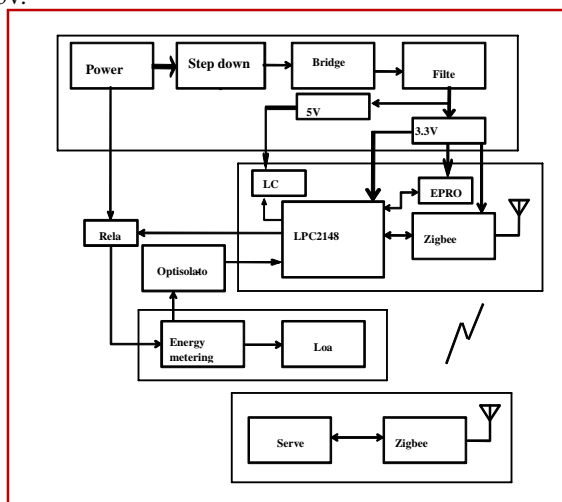 Power
Step down
Bridge
Filte
5V
3.3V
LC
EPRO
LPC2148
Zigbee
Rela
Optisolato
Energy
metering
Loa
Serve
Zigbee